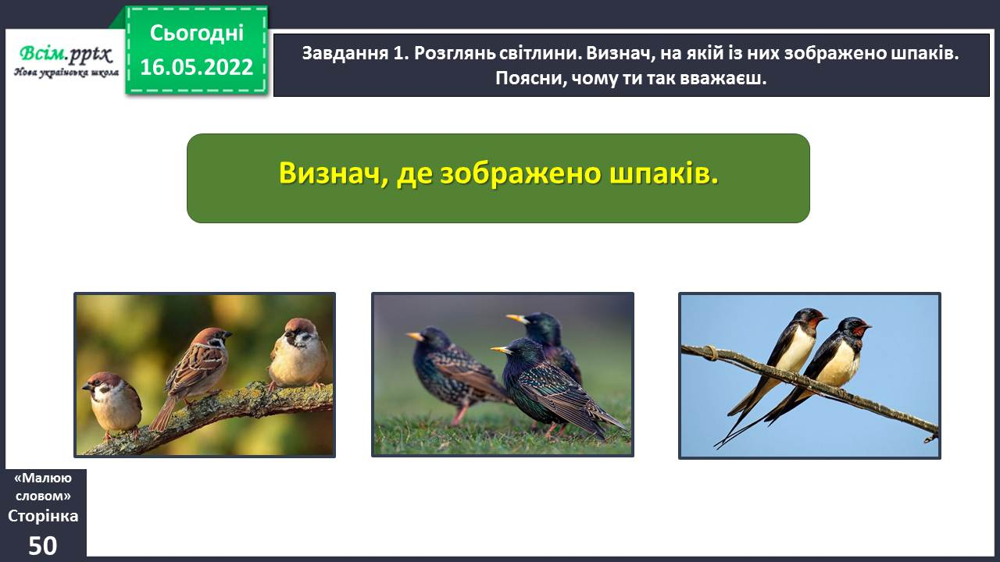 Всім.pptx
Нова українська школа
Сьогодні
16.05.2022
Завдання 1. Розглянь світлини. Визнач, на якій із них зображено шпаків.
Поясни, чому ти так вважаєш.
Визнач, де зображено шпаків.
«Малюю
словом»
Сторінка
50